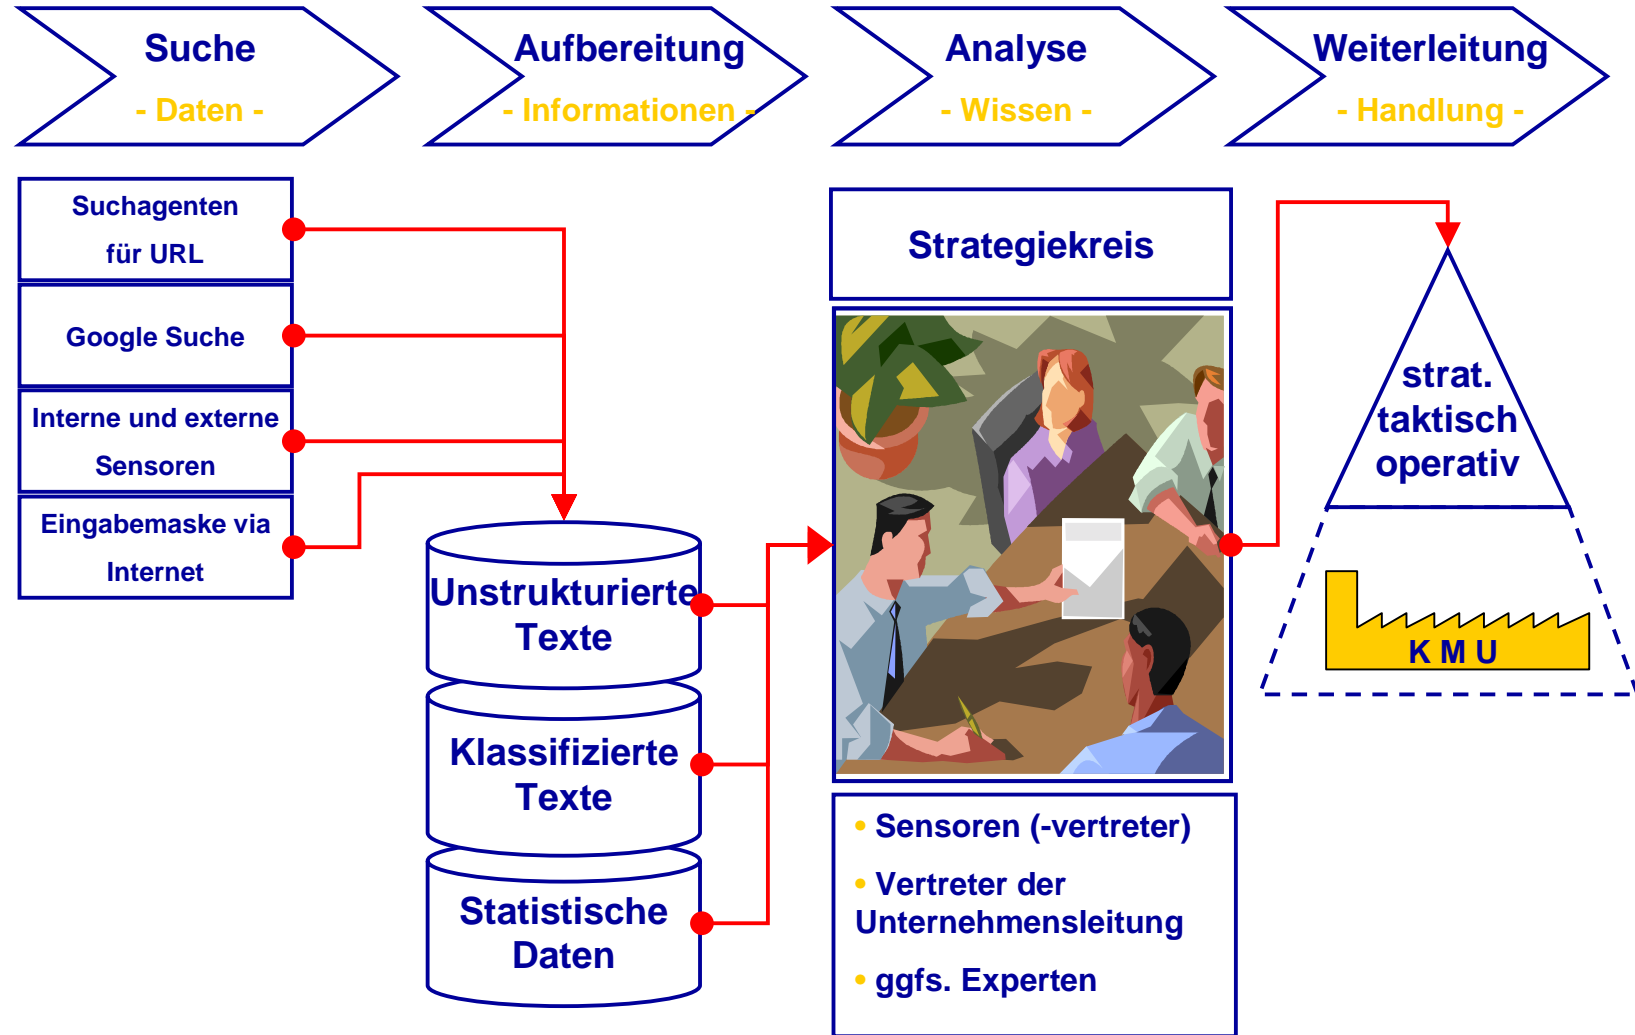 Suche
- Daten -
Aufbereitung
- Informationen -
Analyse
- Wissen -
Weiterleitung
- Handlung -
Suchagenten
für URL
Google Suche
Interne und externe
Sensoren
Eingabemaske via
Internet
Unstrukturierte
Texte
Klassifizierte
Texte
Statistische
Daten
Strategiekreis
• Sensoren (-vertreter)
• Vertreter der
Unternehmensleitung
• ggfs. Experten
strat.
taktisch
operativ
K M U